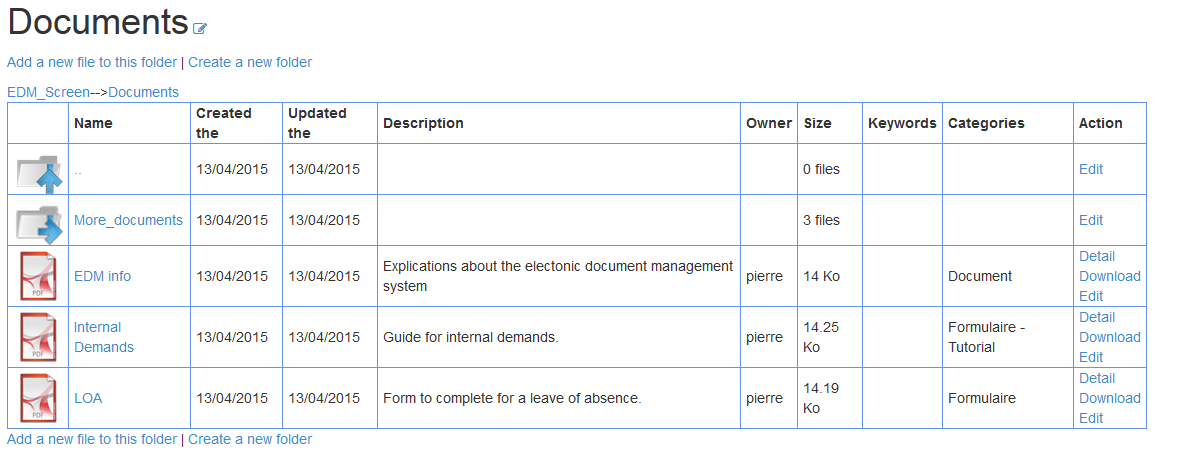 Documents
Add a new file to this folder | Create a new folder
EDM_Screen-->Documents
Name Created the Updated the Description Owner Size Keywords Categories Action
.. 13/04/2015 13/04/2015 0 files Edit
More_documents 13/04/2015 13/04/2015 3 files Edit
PDF EDM info 13/04/2015 13/04/2015 Explications about the electonic document management system pierre 14 Ko Document Detail Download Edit
PDF Internal Demands 13/04/2015 13/04/2015 Guide for internal demands. pierre 14.25 Ko Formulaire - Tutorial Detail Download Edit
PDF LOA 13/04/2015 13/04/2015 Form to complete for a leave of absence. pierre 14.19 Ko Formulaire Detail Download Edit
Add a new file to this folder | Create a new folder